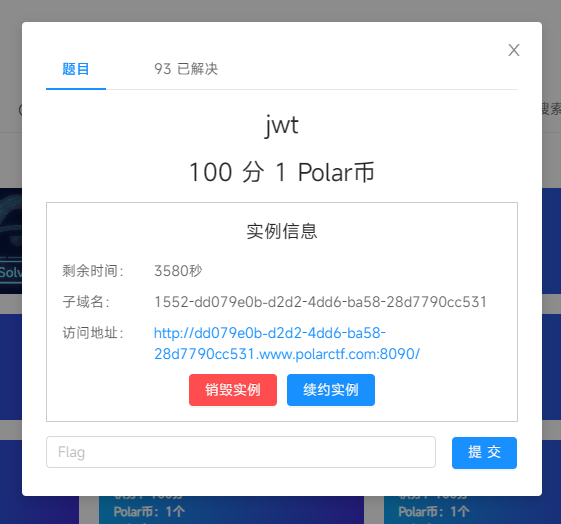 题目
93 已解决
搜索
jwt
100 分 1 Polar币
实例信息
剩余时间：
3580秒
Solv
子域名：
1552-dd079e0b-d2d2-4dd6-ba58-28d7790cc531
访问地址：
http://dd079e0b-d2d2-4dd6-ba58-
28d7790cc531.www.polarctf.com:8090/
销毁实例
续约实例
Flag
提 交
Polar币：1个
Polar币：1个